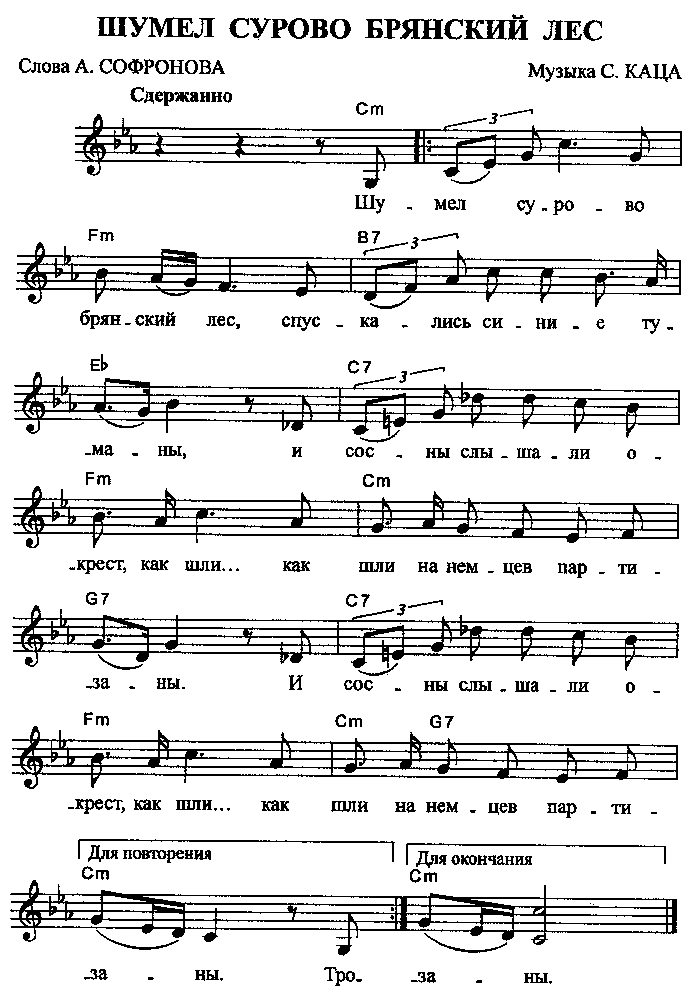 ШУМЕЛ СУРОВО БРЯНСКИЙ ЛЕС
Слова А. СОФРОНОВА Музыка С. КАЦА
Сдержанно
Cm
3
Шу - мел су - ро - во
Fm B7
3
брян - ский лес, спус - ка - лись си - ни - е ту -
Eb C7
3
-ма - ны, и сос - ны слы - ша - ли о -
Fm Cm
-крест, как шли... как шли на нем - цев пар - ти -
G7 C7
3
-за - ны. И сос - ны слы - ша - ли о -
Fm Cm G7
-крест, как шли... как шли на нем - цев пар - ти -
Для повторения Для окончания
Cm Cm
-за - ны. Тро - за - ны.